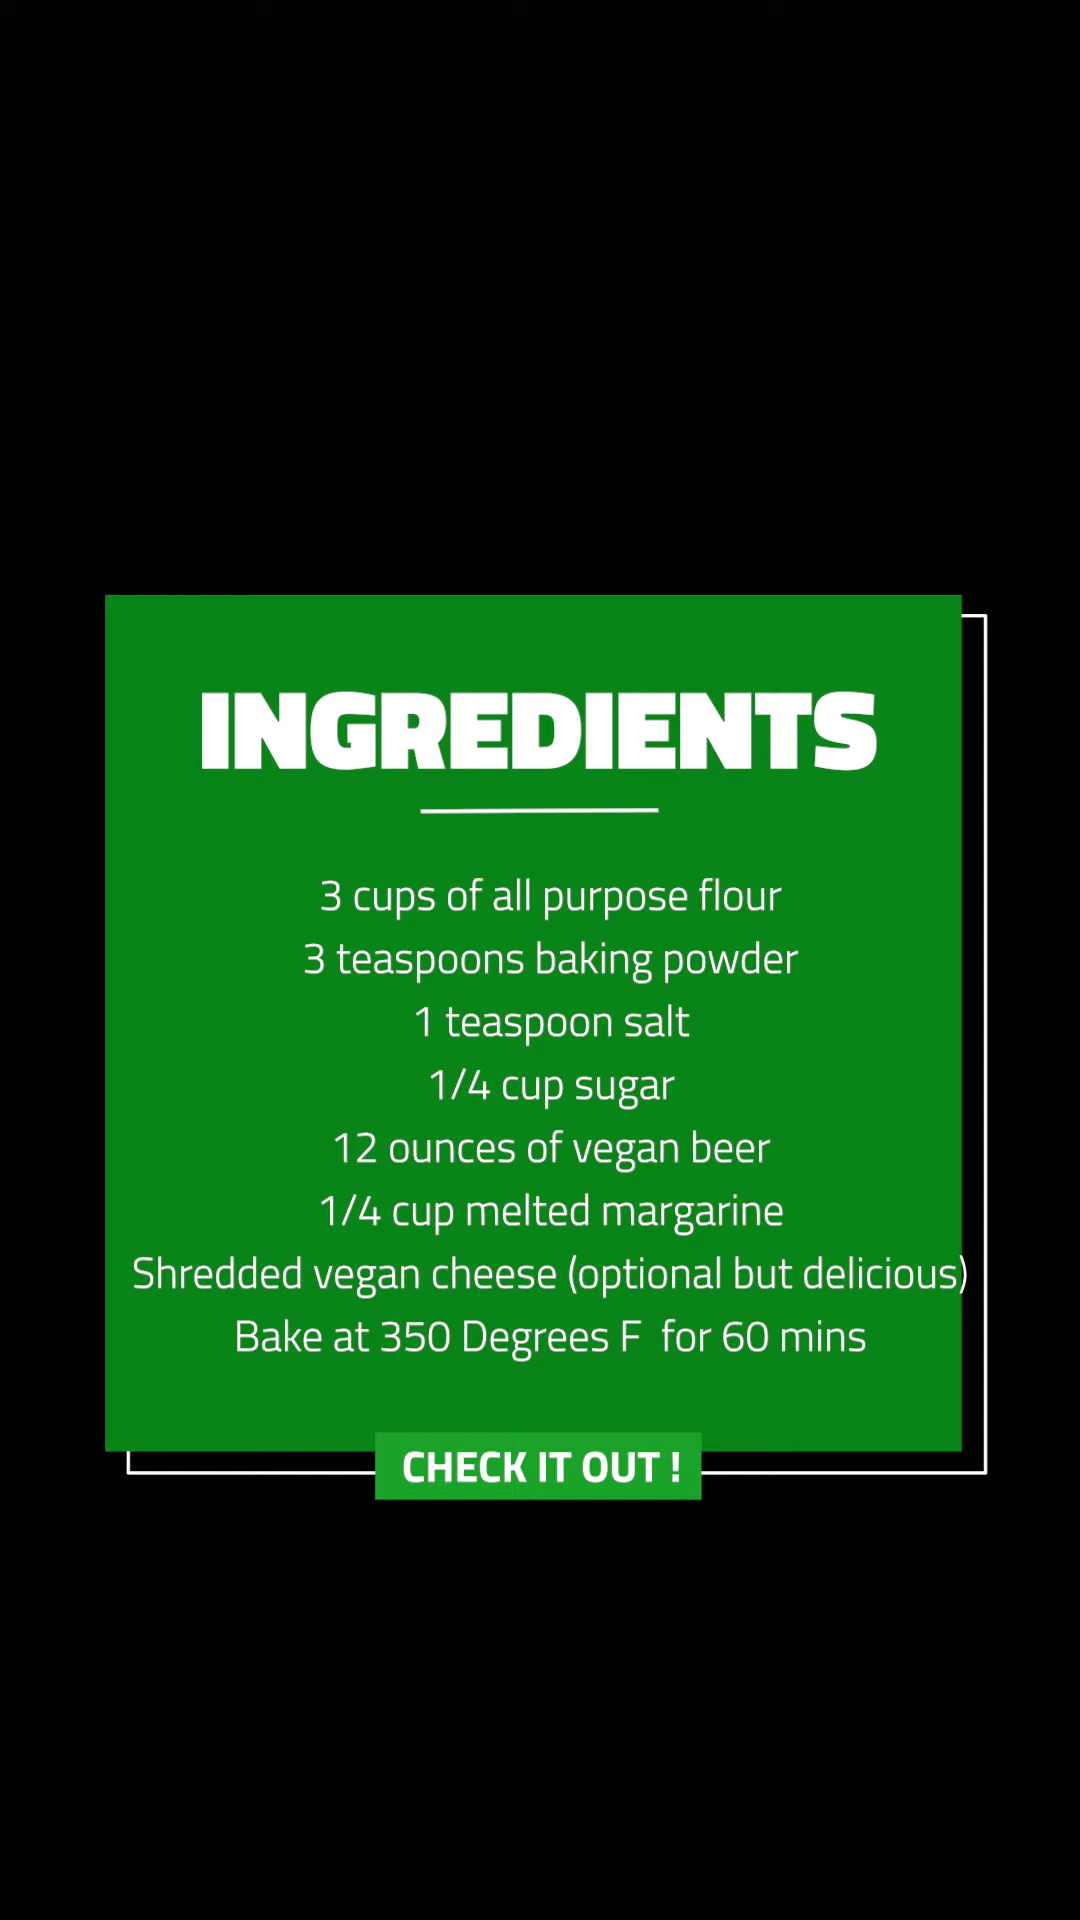 INGREDIENTS
3 cups of all purpose flour
3 teaspoons baking powder
1 teaspoon salt
1/4 cup sugar
12 ounces of vegan beer
1/4 cup melted margarine
Shredded vegan cheese (optional but delicious)
Bake at 350 Degrees F  for 60 mins
CHECK IT OUT !